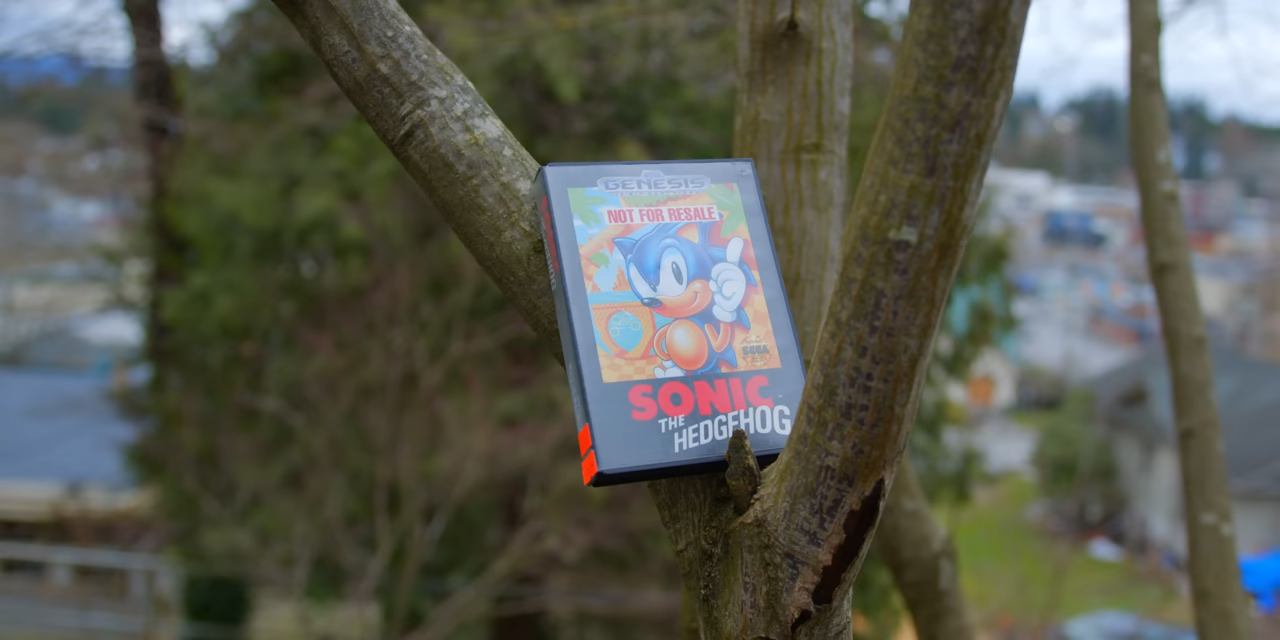 GENESIS
NOT FOR RESALE
SEGA
SONIC
THE
HEDGEHOG